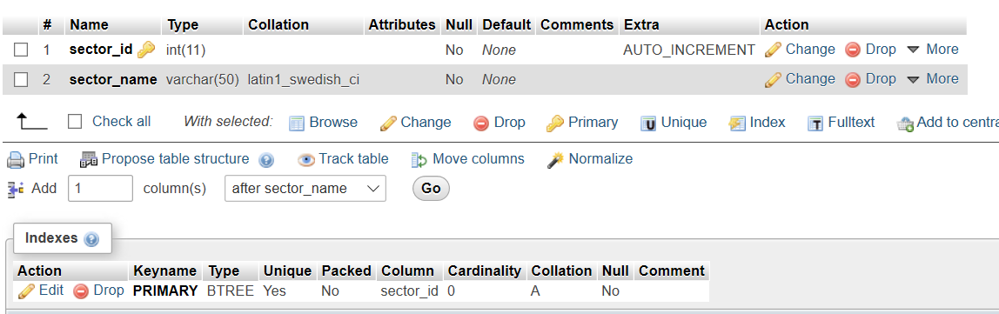 # Name Type Collation Attributes Null Default Comments Extra Action
1 sector_id int(11) No None AUTO_INCREMENT Change Drop More
2 sector_name varchar(50) latin1_swedish_ci No None Change Drop More
Check all With selected: Browse Change Drop Primary Unique Index Fulltext Add to centra
Print Propose table structure Track table Move columns Normalize
Add 1 column(s) after sector_name Go
Indexes
Action Keyname Type Unique Packed Column Cardinality Collation Null Comment
Edit Drop PRIMARY BTREE Yes No sector_id 0 A No